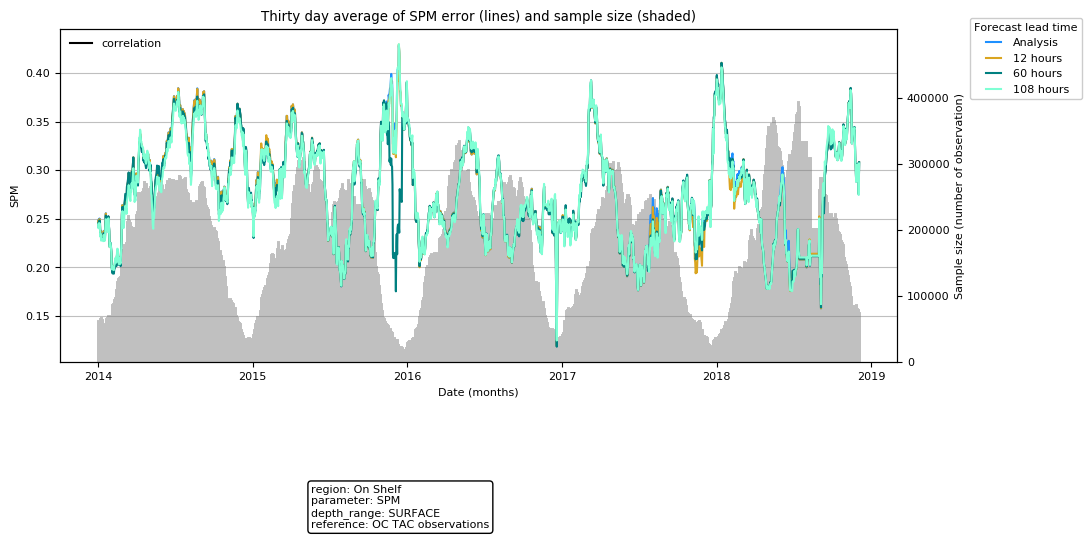 Thirty day average of SPM error (lines) and sample size (shaded)
correlation
Forecast lead time
Analysis
12 hours
60 hours
108 hours
SPM
0.40
0.35
0.30
0.25
0.20
0.15
400000
300000
200000
100000
0
Sample size (number of observation)
2014
2015
2016
2017
2018
2019
Date (months)
region: On Shelf
parameter: SPM
depth_range: SURFACE
reference: OC TAC observations